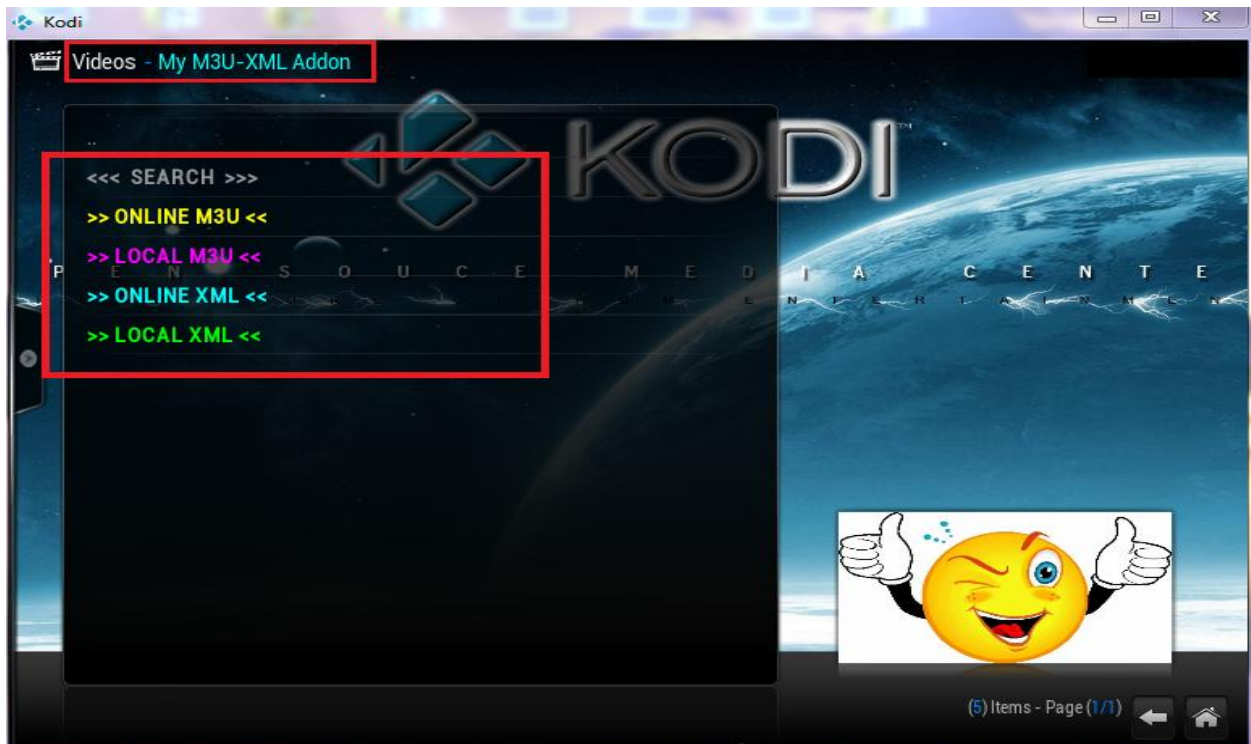 Kodi
Videos - My M3U-XML Addon
..
<<< SEARCH >>>
>> ONLINE M3U <<
>> LOCAL M3U <<
>> ONLINE XML <<
>> LOCAL XML <<
KODI™
P E N S O U C E M E D I A C E N T E
(5) Items - Page (1/1)